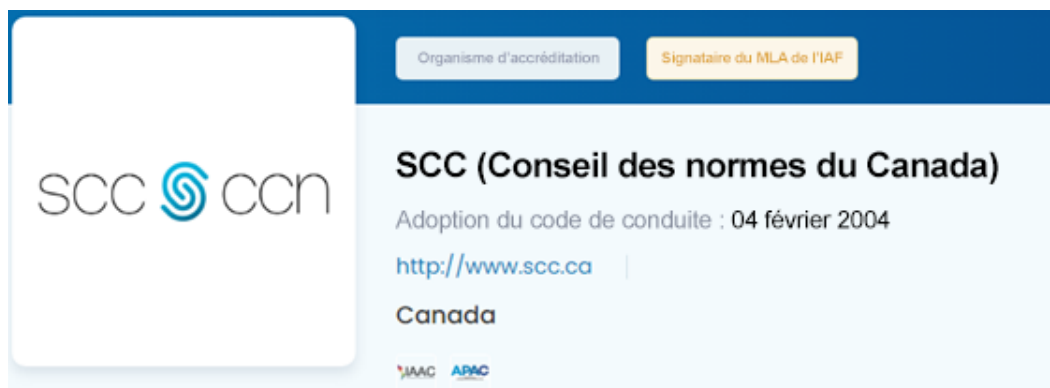 Organisme d'accréditation
Signataire du MLA de l'IAF
scc ccn
SCC (Conseil des normes du Canada)
Adoption du code de conduite : 04 février 2004
http://www.scc.ca
Canada
IAAC APAC